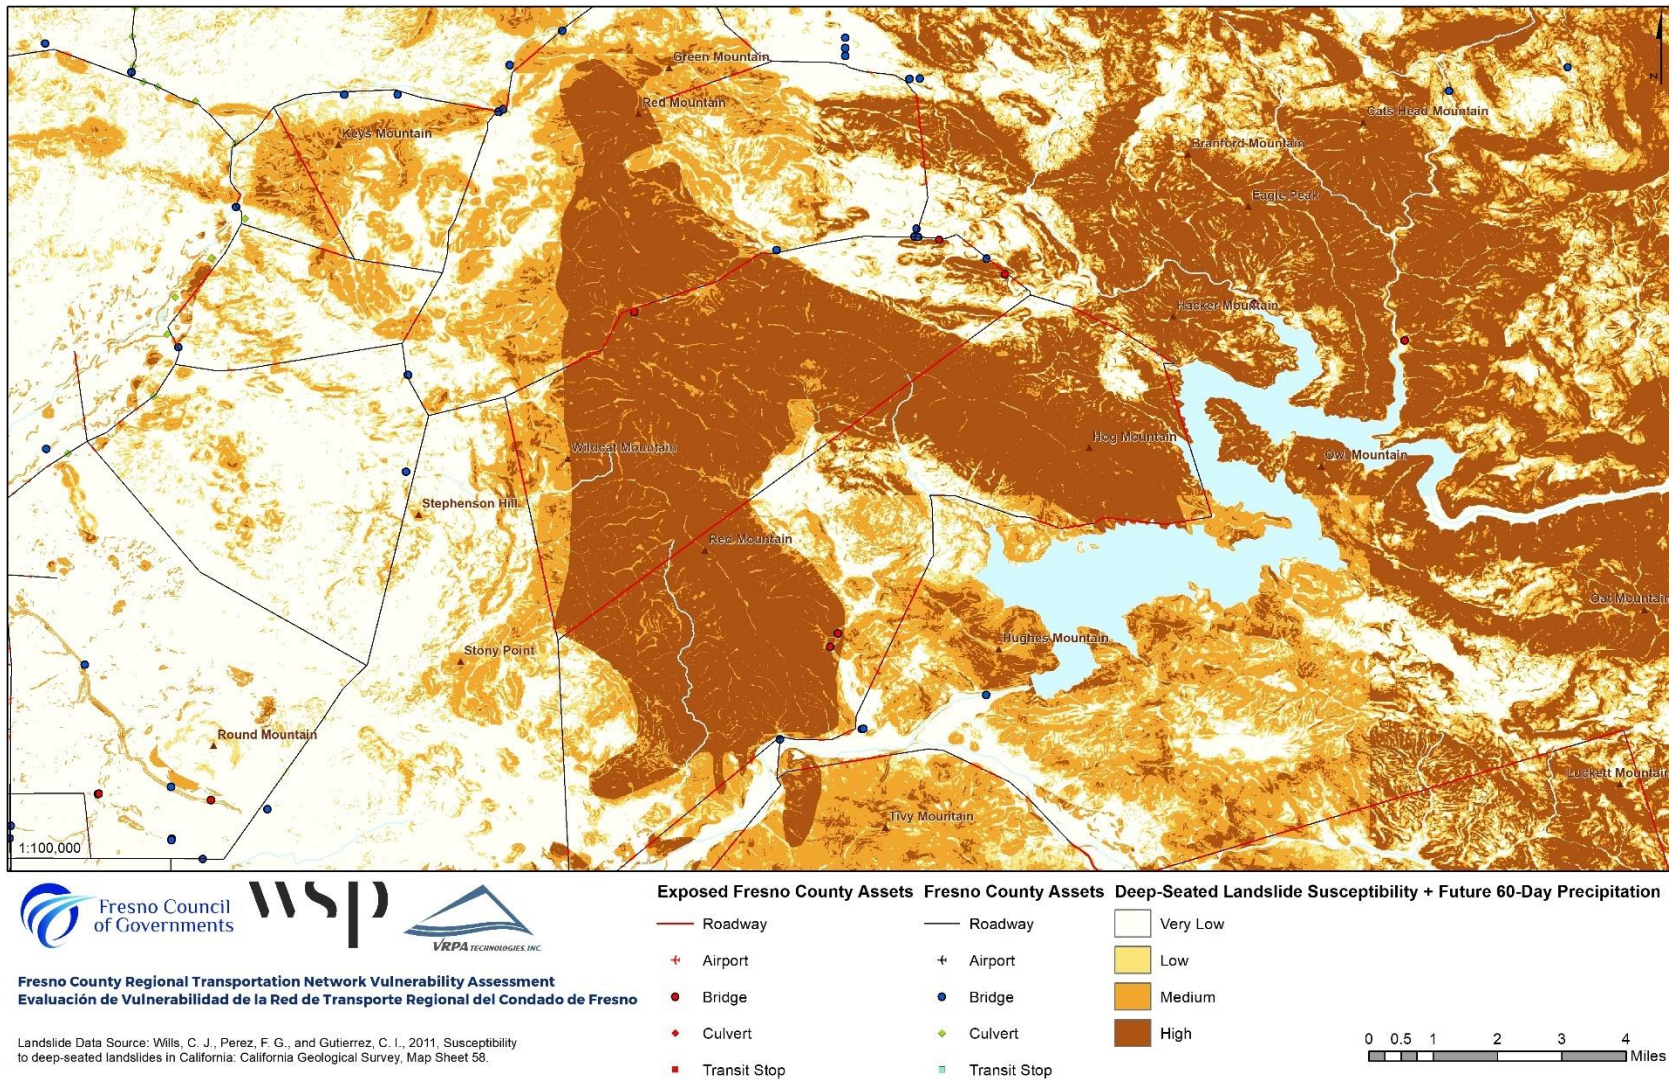 Green Mountain
Red Mountain
Cats Head Mountain
Keys Mountain
Branford Mountain
Eagle Peak
Hacker Mountain
Hog Mountain
Wildcat Mountain
Owl Mountain
Stephenson Hill
Red Mountain
Oat Mountain
Hughes Mountain
Stony Point
Round Mountain
Luckett Mountain
Tivy Mountain
1:100,000
N
Fresno Council
of Governments
wsp
VRPA TECHNOLOGIES, INC.
Fresno County Regional Transportation Network Vulnerability Assessment
Evaluación de Vulnerabilidad de la Red de Transporte Regional del Condado de Fresno
Landslide Data Source: Wills, C. J., Perez, F. G., and Gutierrez, C. I., 2011, Susceptibility
to deep-seated landslides in California: California Geological Survey, Map Sheet 58.
Exposed Fresno County Assets
Roadway
Airport
Bridge
Culvert
Transit Stop
Fresno County Assets
Roadway
Airport
Bridge
Culvert
Transit Stop
Deep-Seated Landslide Susceptibility + Future 60-Day Precipitation
Very Low
Low
Medium
High
0 0.5 1 2 3 4
Miles